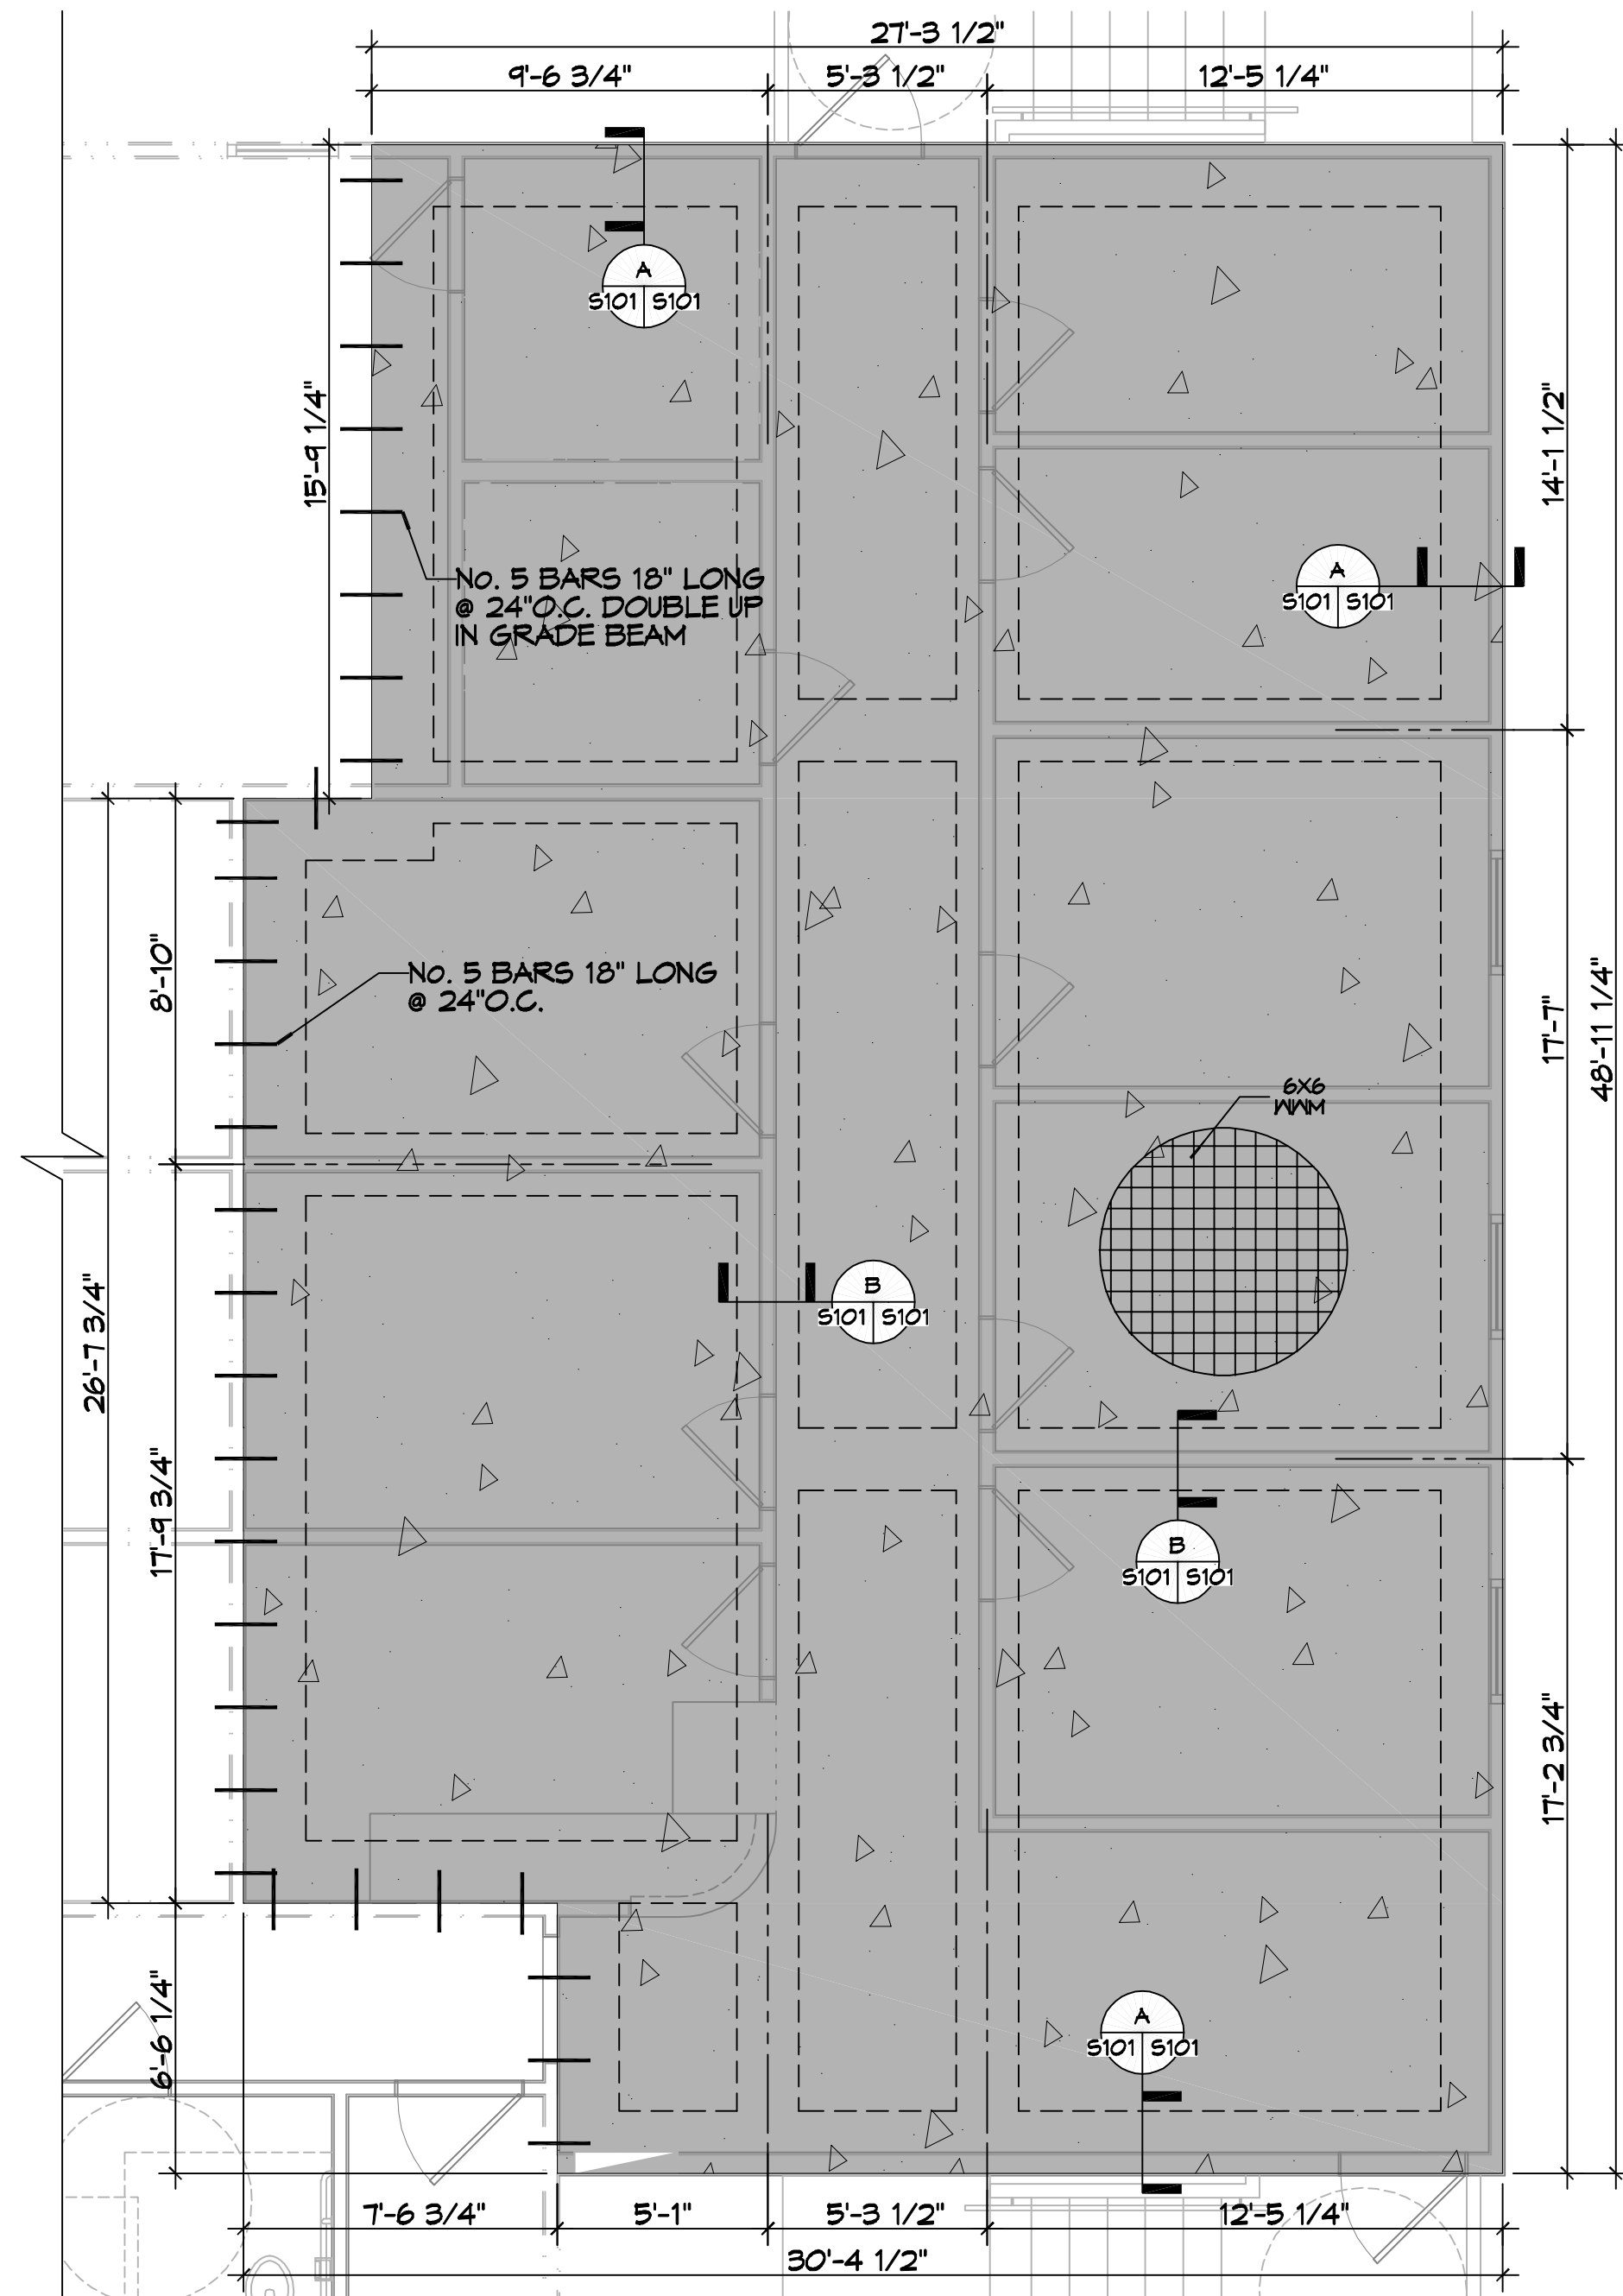 27'-3 1/2"
9'-6 3/4"
5'-3 1/2"
12'-5 1/4"
A
S101 S101
15'-9 1/4"
14'-1 1/2"
No. 5 BARS 18" LONG
@ 24"O.C. DOUBLE UP
IN GRADE BEAM
A
S101 S101
8'-10"
No. 5 BARS 18" LONG
@ 24"O.C.
17'-7"
48'-11 1/4"
6X6
WWM
26'-7 3/4"
B
S101 S101
17'-9 3/4"
B
S101 S101
17'-2 3/4"
6'-6 1/4"
A
S101 S101
7'-6 3/4"
5'-1"
5'-3 1/2"
12'-5 1/4"
30'-4 1/2"